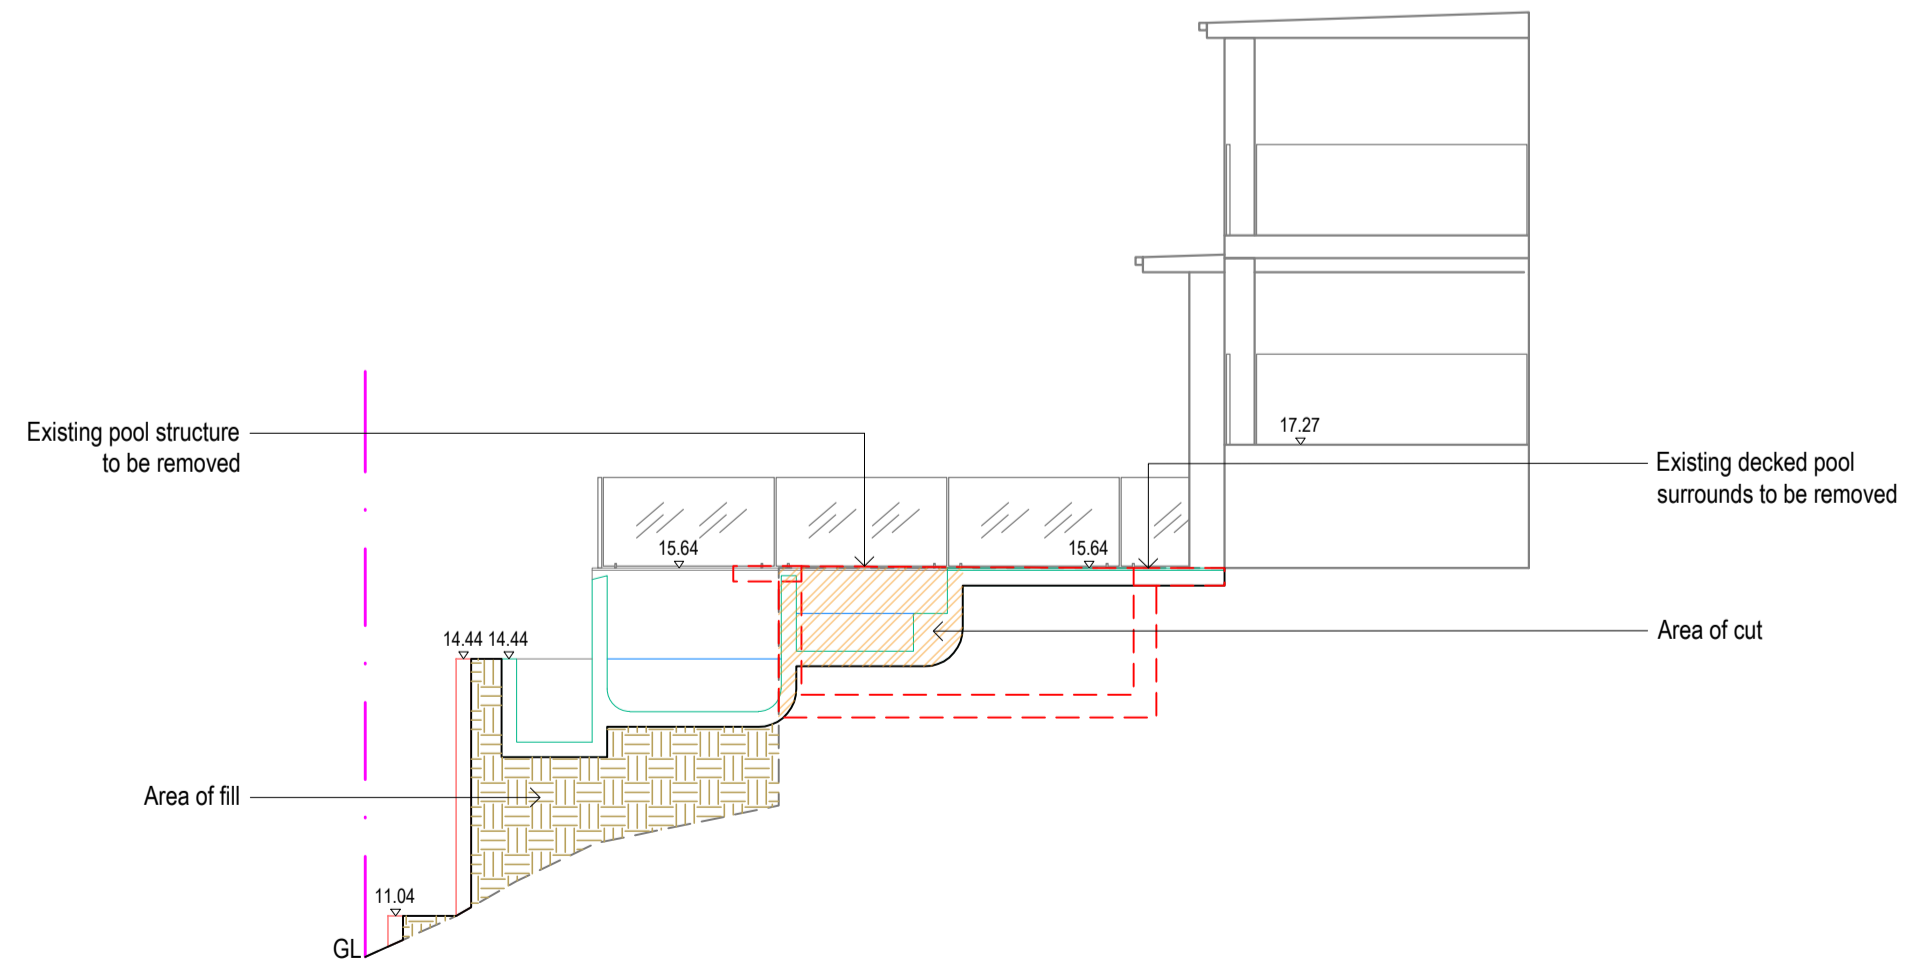 17.27
Existing pool structure
to be removed
Existing decked pool
surrounds to be removed
15.64
15.64
14.44
14.44
Area of cut
Area of fill
11.04
GL